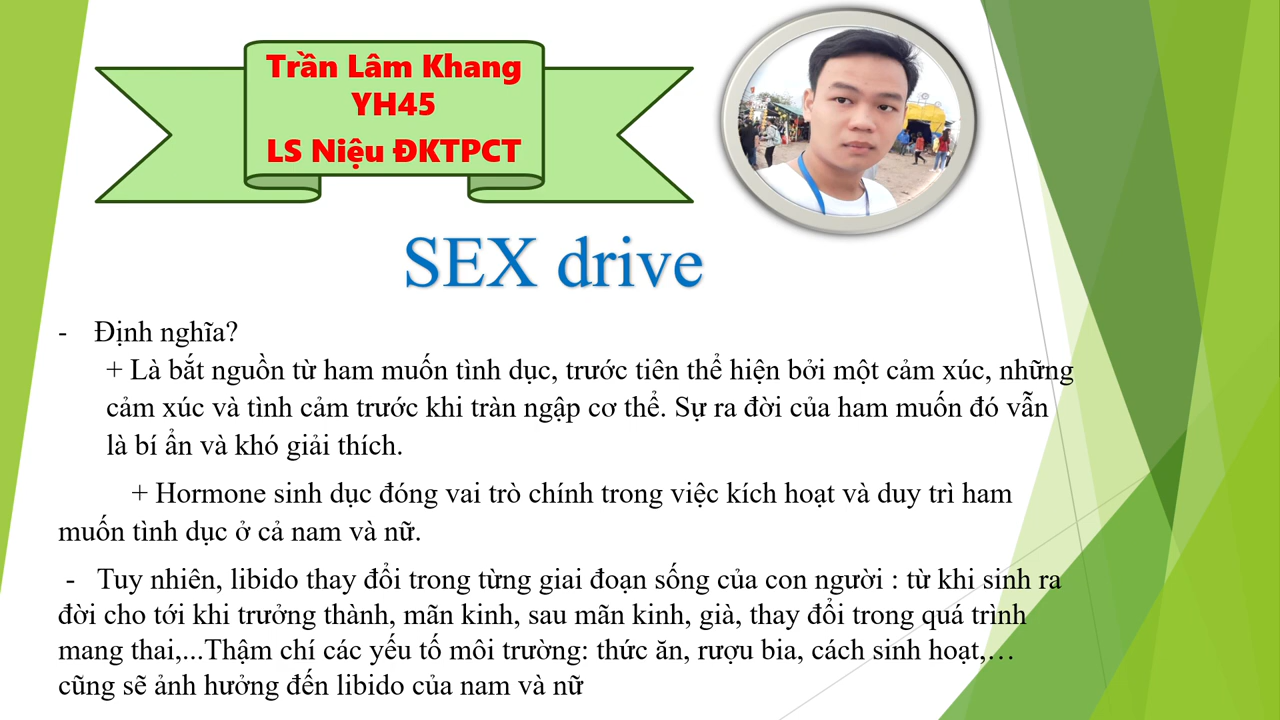 Trần Lâm Khang
YH45
LS Niệu ĐKTPCT
SEX drive
- Định nghĩa?
+ Là bắt nguồn từ ham muốn tình dục, trước tiên thể hiện bởi một cảm xúc, những
cảm xúc và tình cảm trước khi tràn ngập cơ thể. Sự ra đời của ham muốn đó vẫn
là bí ẩn và khó giải thích.
+ Hormone sinh dục đóng vai trò chính trong việc kích hoạt và duy trì ham
muốn tình dục ở cả nam và nữ.
- Tuy nhiên, libido thay đổi trong từng giai đoạn sống của con người : từ khi sinh ra
đời cho tới khi trưởng thành, mãn kinh, sau mãn kinh, già, thay đổi trong quá trình
mang thai,...Thậm chí các yếu tố môi trường: thức ăn, rượu bia, cách sinh hoạt,…
cũng sẽ ảnh hưởng đến libido của nam và nữ